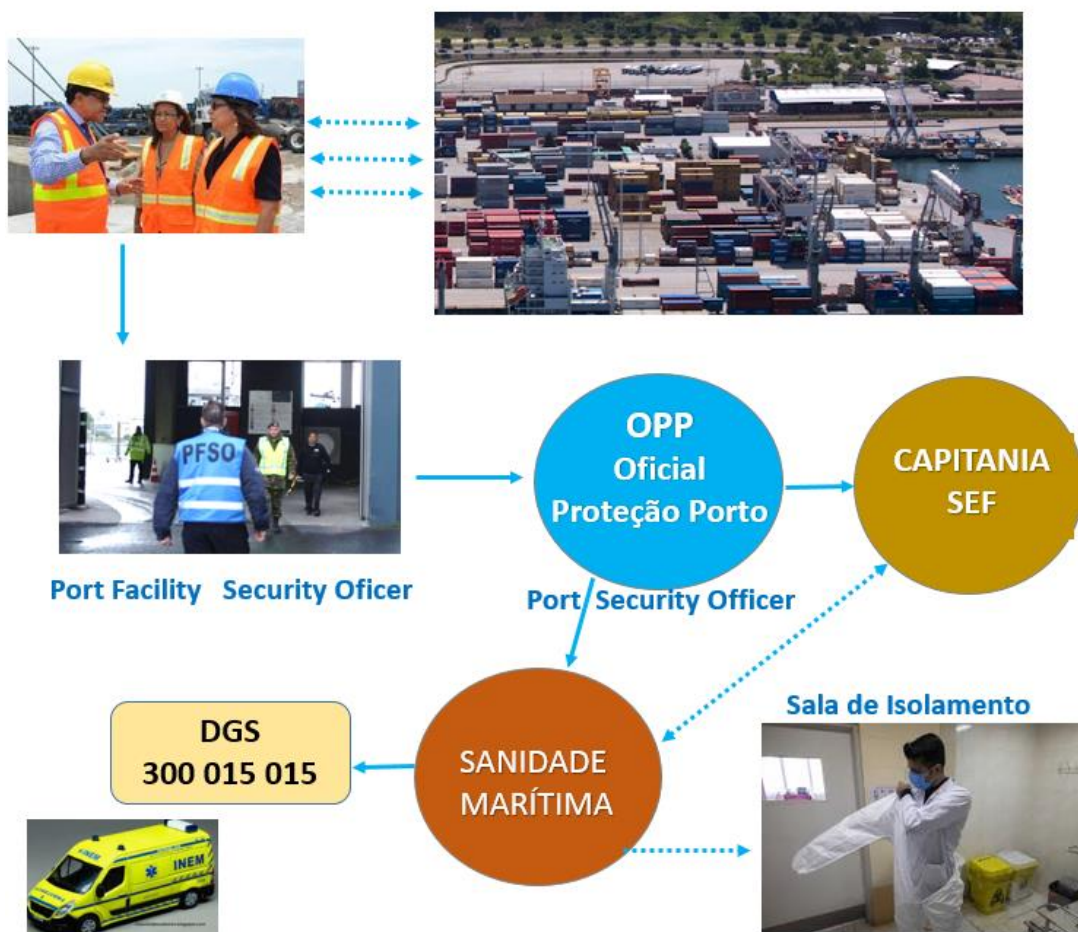 PFSO
Port Facility Security Oficer
OPP
Oficial
Proteção Porto
Port Security Officer
CAPITANIA
SEF
SANIDADE
MARÍTIMA
DGS
300 015 015
INEM
Sala de Isolamento